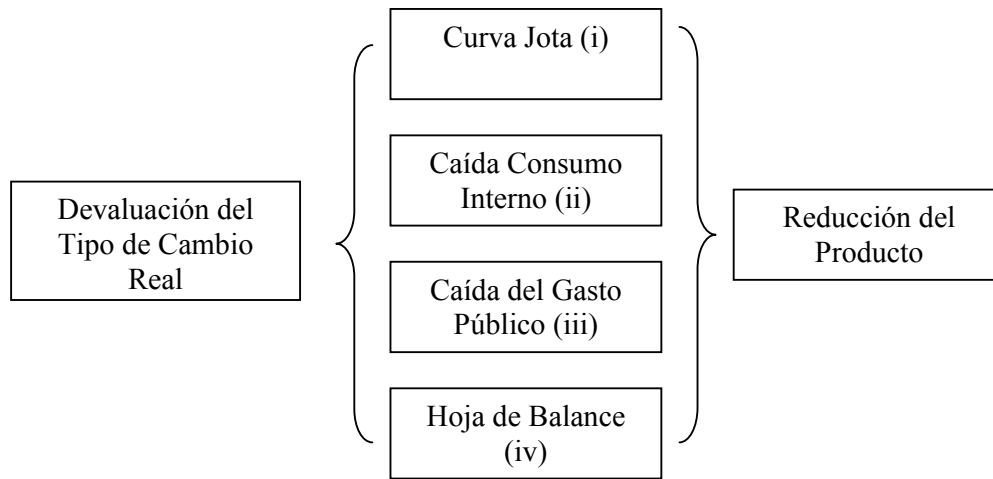 Devaluación del
Tipo de Cambio
Real
Curva Jota (i)
Caída Consumo
Interno (ii)
Caída del Gasto
Público (iii)
Hoja de Balance
(iv)
Reducción del
Producto